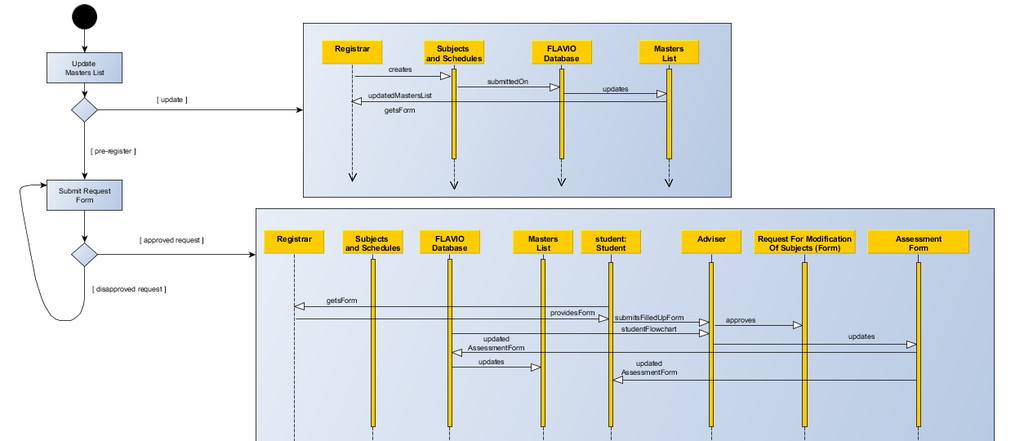 Update
Masters List
[ update ]
[ pre-register ]
Submit Request
Form
[ approved request ]
[ disapproved request ]
Registrar
Subjects
and Schedules
FLAVIO
Database
Masters
List
creates
submittedOn
updates
updatedMastersList
getsForm
Registrar
Subjects
and Schedules
FLAVIO
Database
Masters
List
student:
Student
Adviser
Request For Modification
Of Subjects (Form)
Assessment
Form
getsForm
providesForm
submitsFilledUpForm
approves
studentFlowchart
updates
updated
AssessmentForm
updates
updated
AssessmentForm